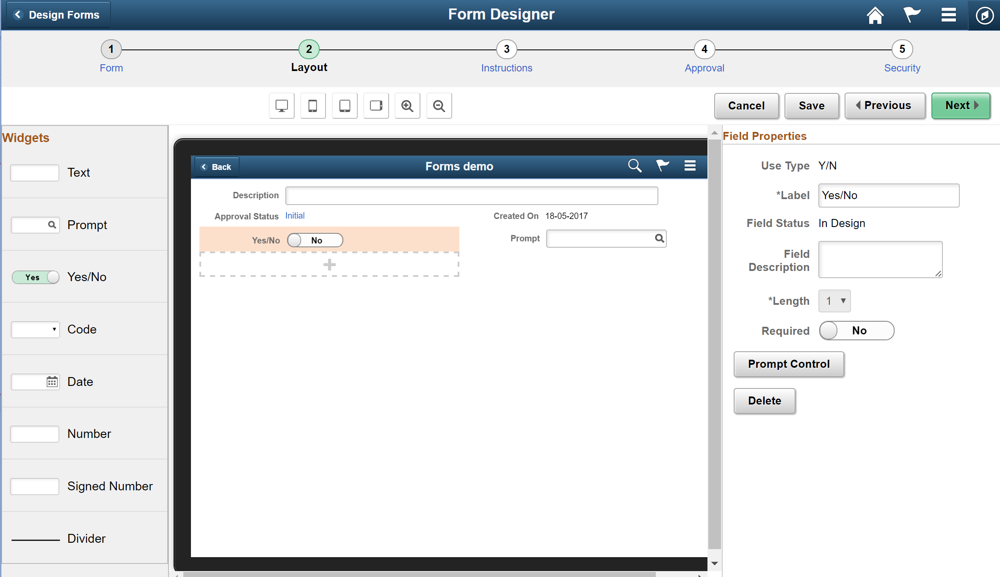 Design Forms
Form Designer
1
2
3
4
5
Form
Layout
Instructions
Approval
Security
Cancel
Save
Previous
Next
Widgets
Text
Prompt
Yes
Yes/No
Code
Date
Number
Signed Number
Divider
Back
Forms demo
Description
Approval Status Initial
Created On 18-05-2017
Yes/No No
Prompt
Field Properties
Use Type Y/N
*Label Yes/No
Field Status In Design
Field
Description
*Length 1
Required No
Prompt Control
Delete